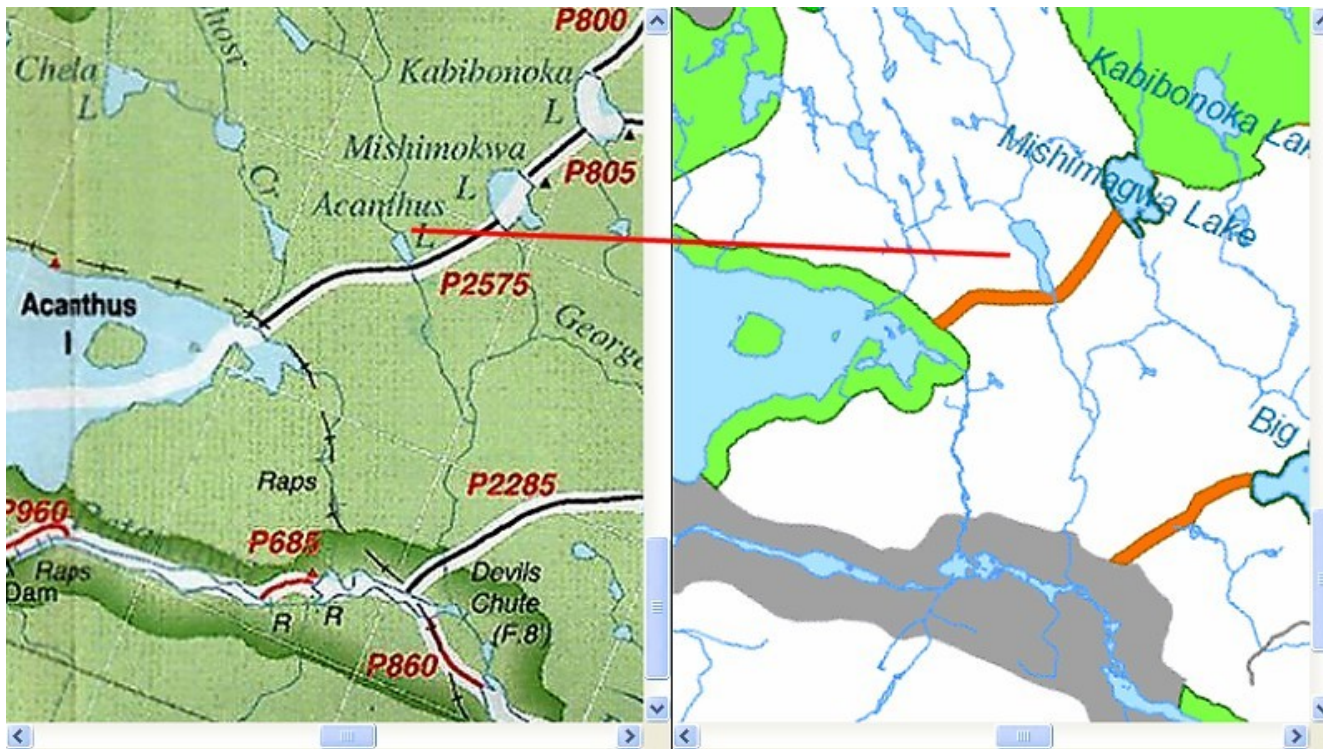 P800
Chela
L
Kabibonoka
L
Mishimokwa
L
P805
Acanthus
L
Cr
P2575
Acanthus
I
George
Raps
P2285
P960
P685
Raps
Dam
R
R
Devils
Chute
(F.8')
P860
Kabibonoka
Mishimagwa Lake
Big